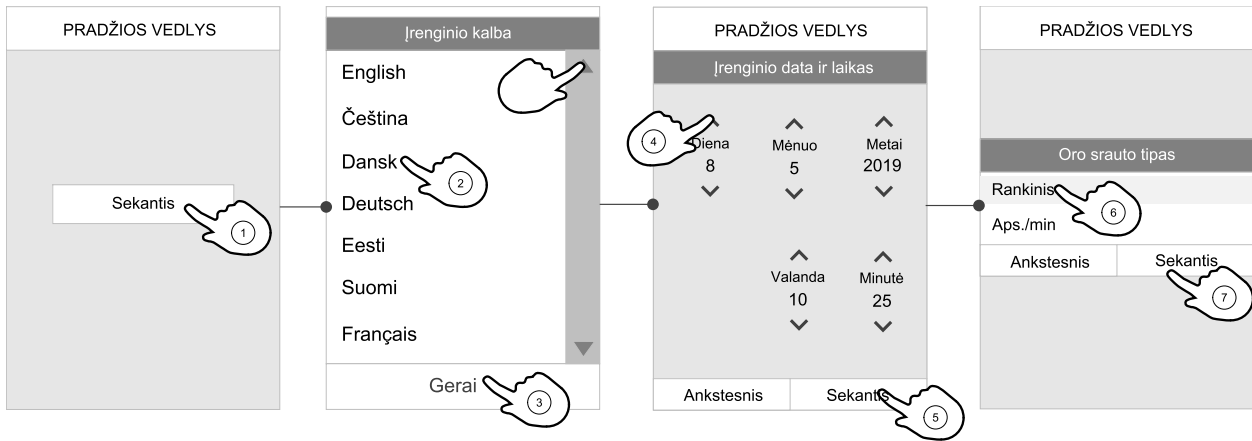 PRADŽIOS VEDLYS
Sekantis
1
Įrenginio kalba
English
Čeština
Dansk
2
Deutsch
Eesti
Suomi
Français
Gerai
3
PRADŽIOS VEDLYS
Įrenginio data ir laikas
4
Diena
Mėnuo
Metai
8
5
2019
Valanda
Minutė
10
25
Ankstesnis
Sekantis
5
PRADŽIOS VEDLYS
Oro srauto tipas
Rankinis
6
Aps./min
Ankstesnis
Sekantis
7